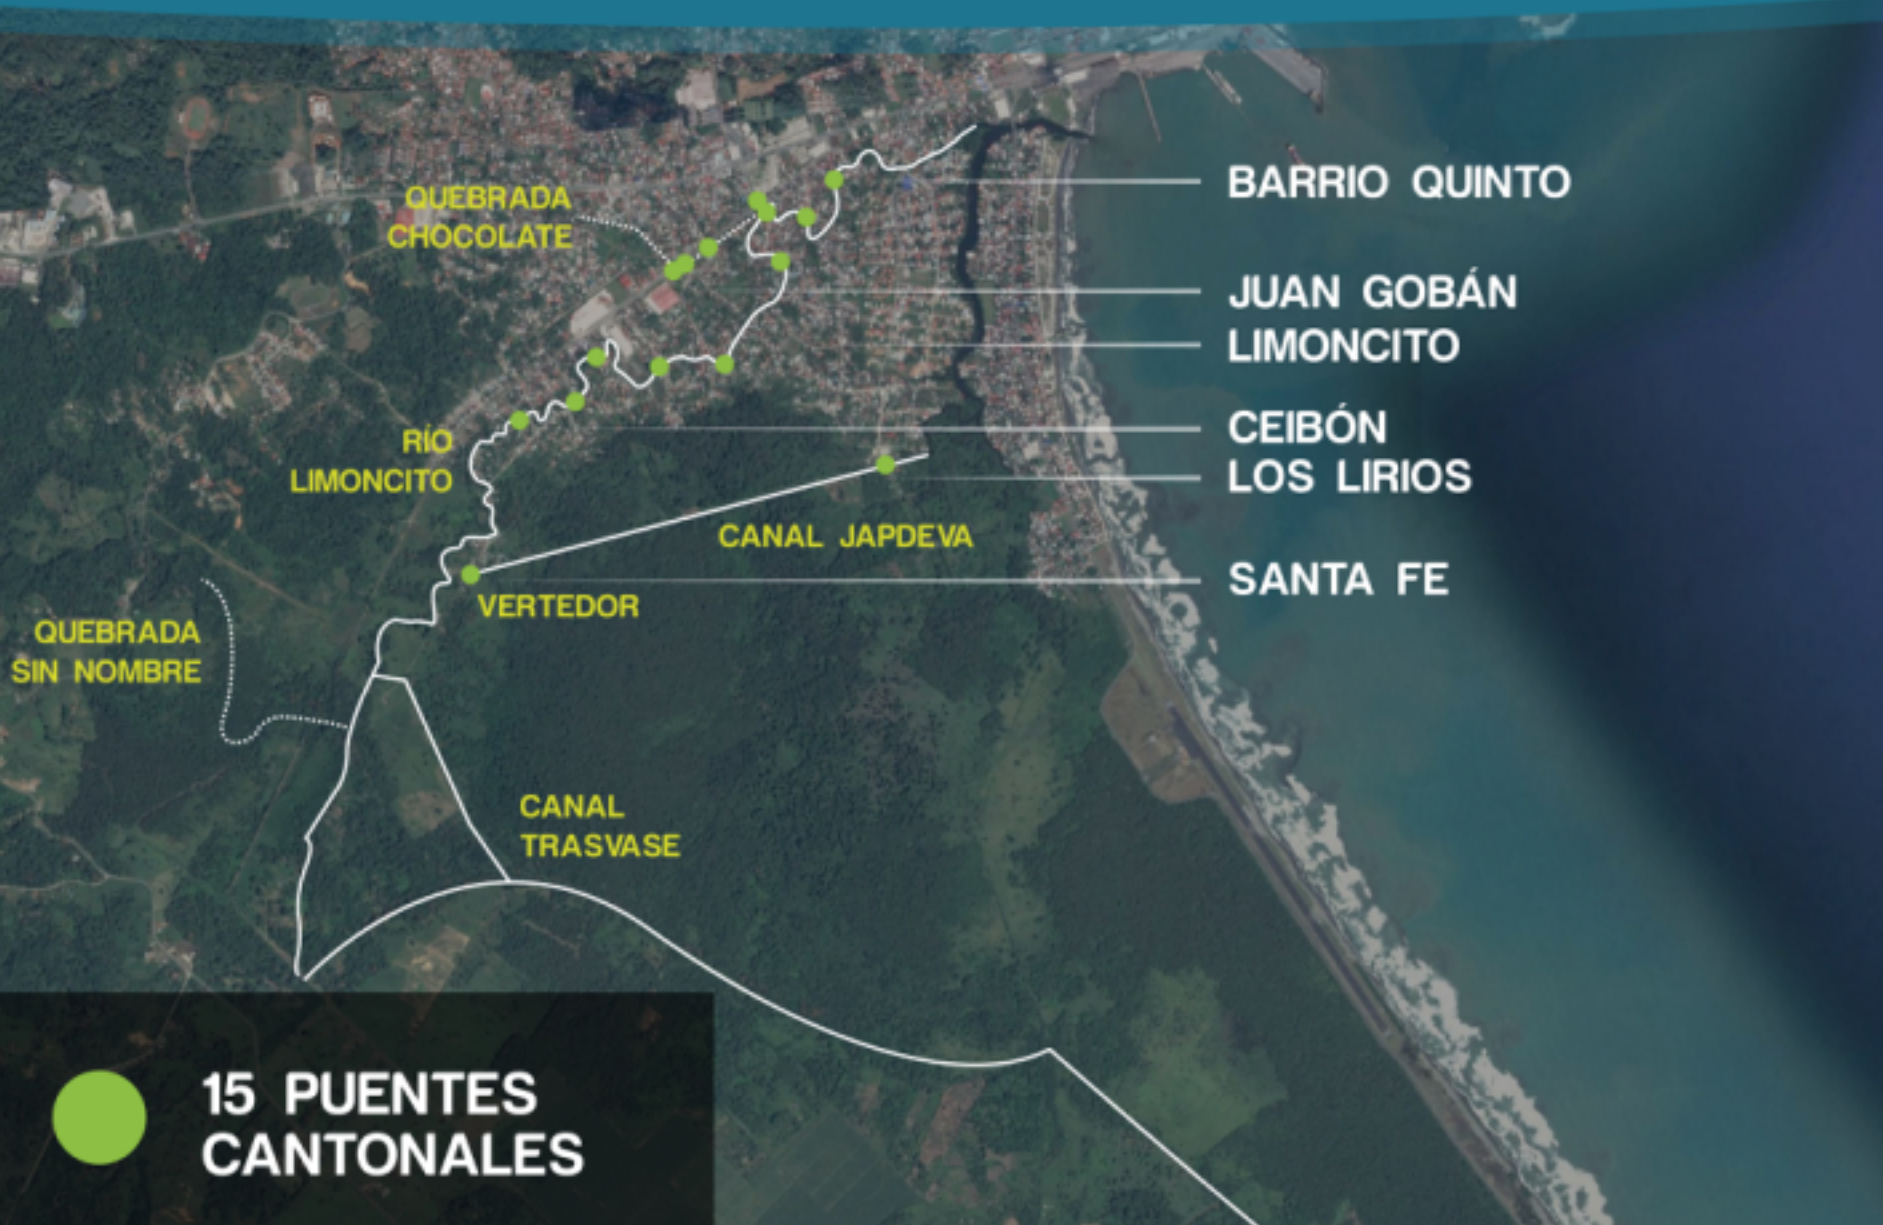 BARRIO QUINTO
QUEBRADA
CHOCOLATE
JUAN GOBÁN
LIMONCITO
CEIBÓN
RÍO
LIMONCITO
LOS LIRIOS
CANAL JAPDEVA
SANTA FE
VERTEDOR
QUEBRADA
SIN NOMBRE
CANAL
TRASVASE
15 PUENTES
CANTONALES